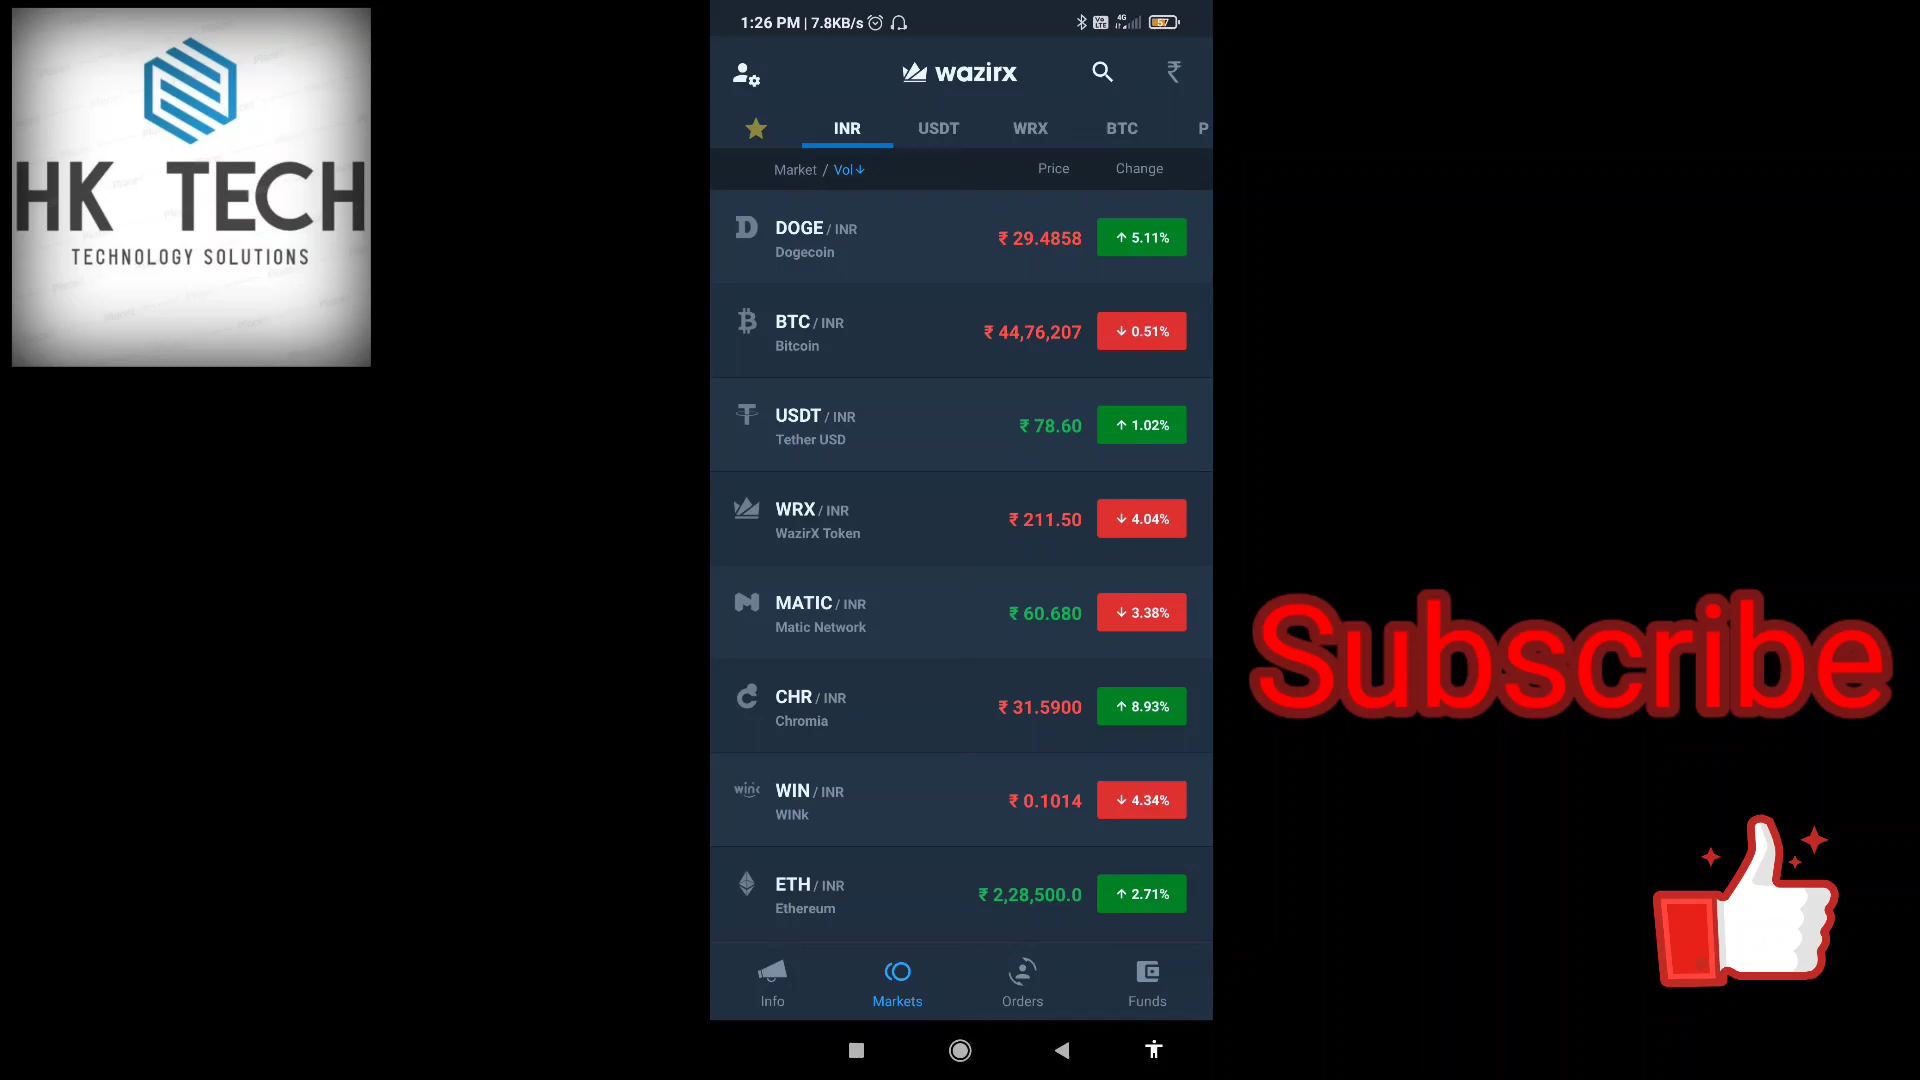 HK TECH
TECHNOLOGY SOLUTIONS
1:26 PM | 7.8KB/s
Vo LTE 4G 57
wazirx
₹
INR USDT WRX BTC P
Market / Vol↓ Price Change
DOGE / INR ₹ 29.4858 ↑ 5.11%
Dogecoin
BTC / INR ₹ 44,76,207 ↓ 0.51%
Bitcoin
USDT / INR ₹ 78.60 ↑ 1.02%
Tether USD
WRX / INR ₹ 211.50 ↓ 4.04%
WazirX Token
MATIC / INR ₹ 60.680 ↓ 3.38%
Matic Network
CHR / INR ₹ 31.5900 ↑ 8.93%
Chromia
WIN / INR ₹ 0.1014 ↓ 4.34%
WINk
ETH / INR ₹ 2,28,500.0 ↑ 2.71%
Ethereum
Info Markets Orders Funds
Subscribe